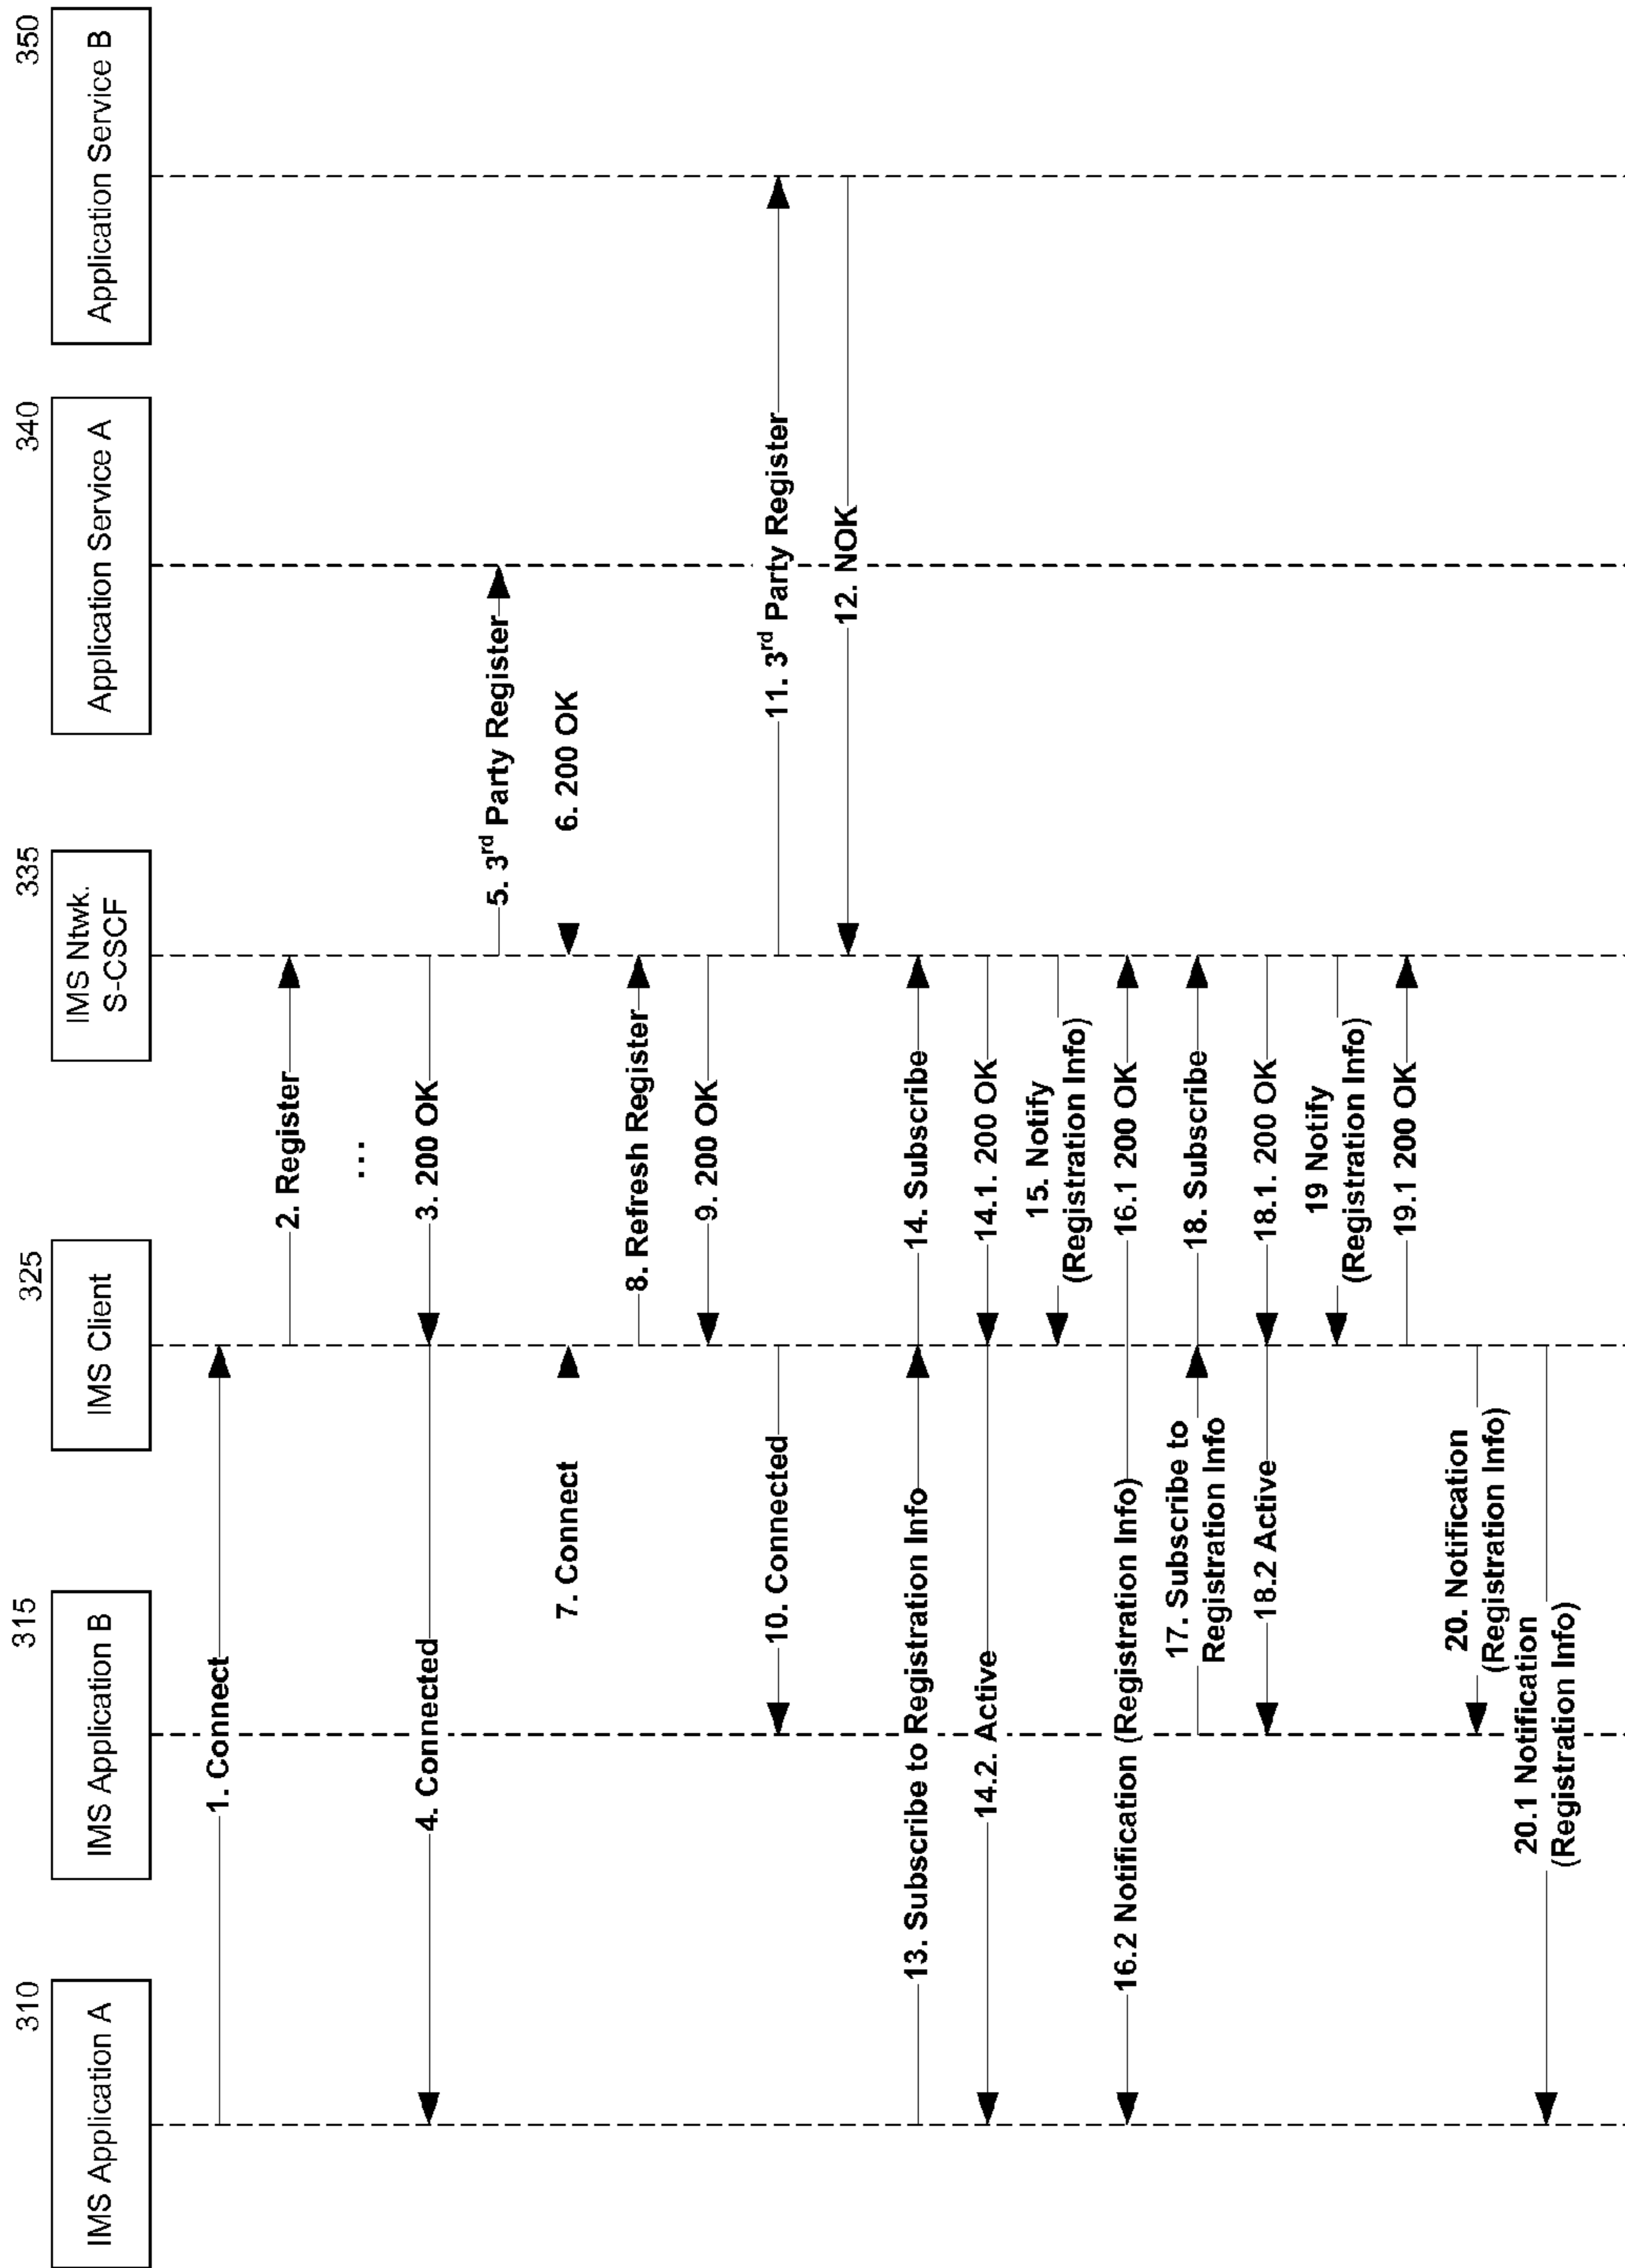 310
315
325
335
340
350
IMS Application A
IMS Application B
IMS Client
IMS Ntwk.
S-CSCF
Application Service A
Application Service B
1. Connect
2. Register
...
3. 200 OK
4. Connected
5. 3rd Party Register
6. 200 OK
7. Connect
8. Refresh Register
9. 200 OK
10. Connected
11. 3rd Party Register
12. NOK
13. Subscribe to Registration Info
14. Subscribe
14.1. 200 OK
14.2. Active
15. Notify
(Registration Info)
16.1 200 OK
16.2 Notification (Registration Info)
17. Subscribe to
Registration Info
18. Subscribe
18.1. 200 OK
18.2 Active
19 Notify
(Registration Info)
19.1 200 OK
20. Notification
(Registration Info)
20.1 Notification
(Registration Info)